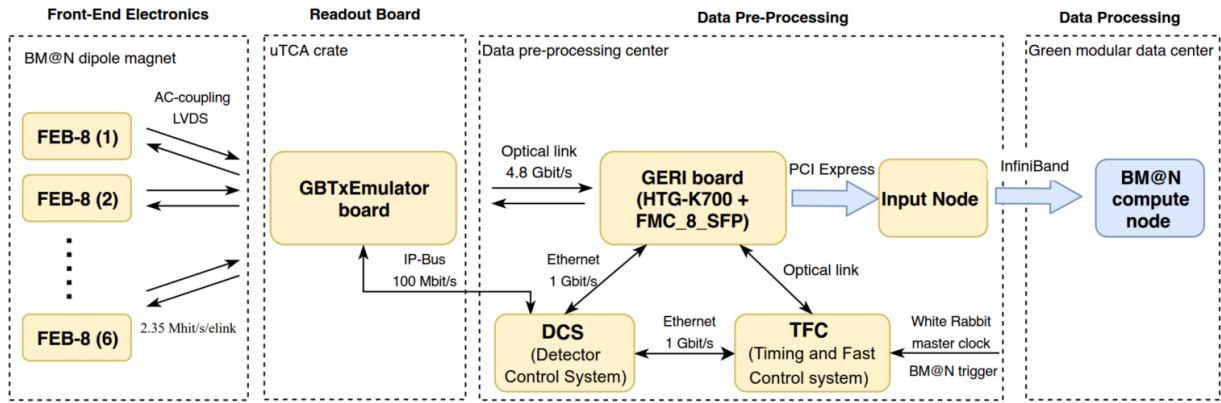 Front-End Electronics
Readout Board
Data Pre-Processing
Data Processing
BM@N dipole magnet
uTCA crate
Data pre-processing center
Green modular data center
AC-coupling
LVDS
FEB-8 (1)
FEB-8 (2)
FEB-8 (6)
2.35 Mhit/s/elink
GBTxEmulator
board
Optical link
4.8 Gbit/s
GERI board
(HTG-K700 +
FMC_8_SFP)
PCI Express
Input Node
InfiniBand
BM@N
compute
node
IP-Bus
100 Mbit/s
Ethernet
1 Gbit/s
Optical link
DCS
(Detector
Control System)
Ethernet
1 Gbit/s
TFC
(Timing and Fast
Control system)
White Rabbit
master clock
BM@N trigger